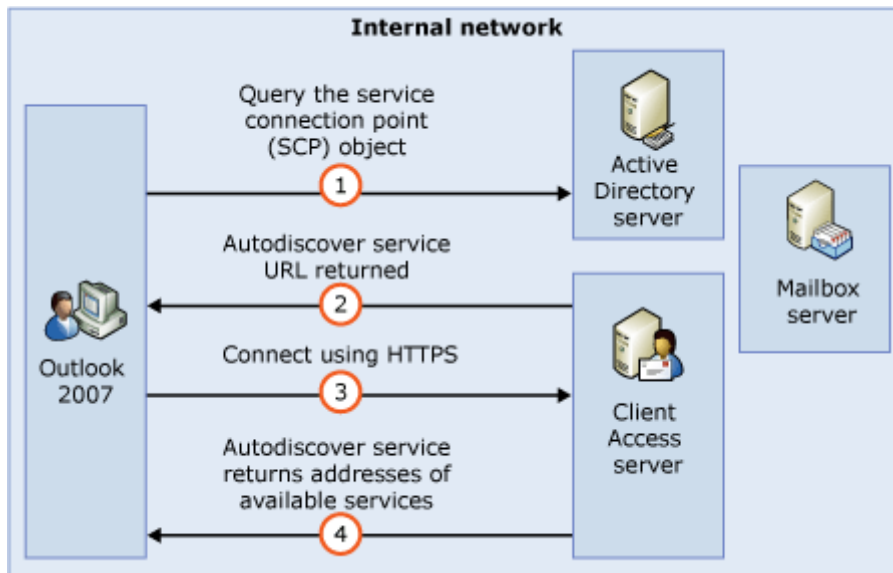 Internal network
Query the service
connection point
(SCP) object
1
Active
Directory
server
Autodiscover service
URL returned
2
Mailbox
server
Outlook
2007
Connect using HTTPS
3
Client
Access
server
Autodiscover service
returns addresses of
available services
4